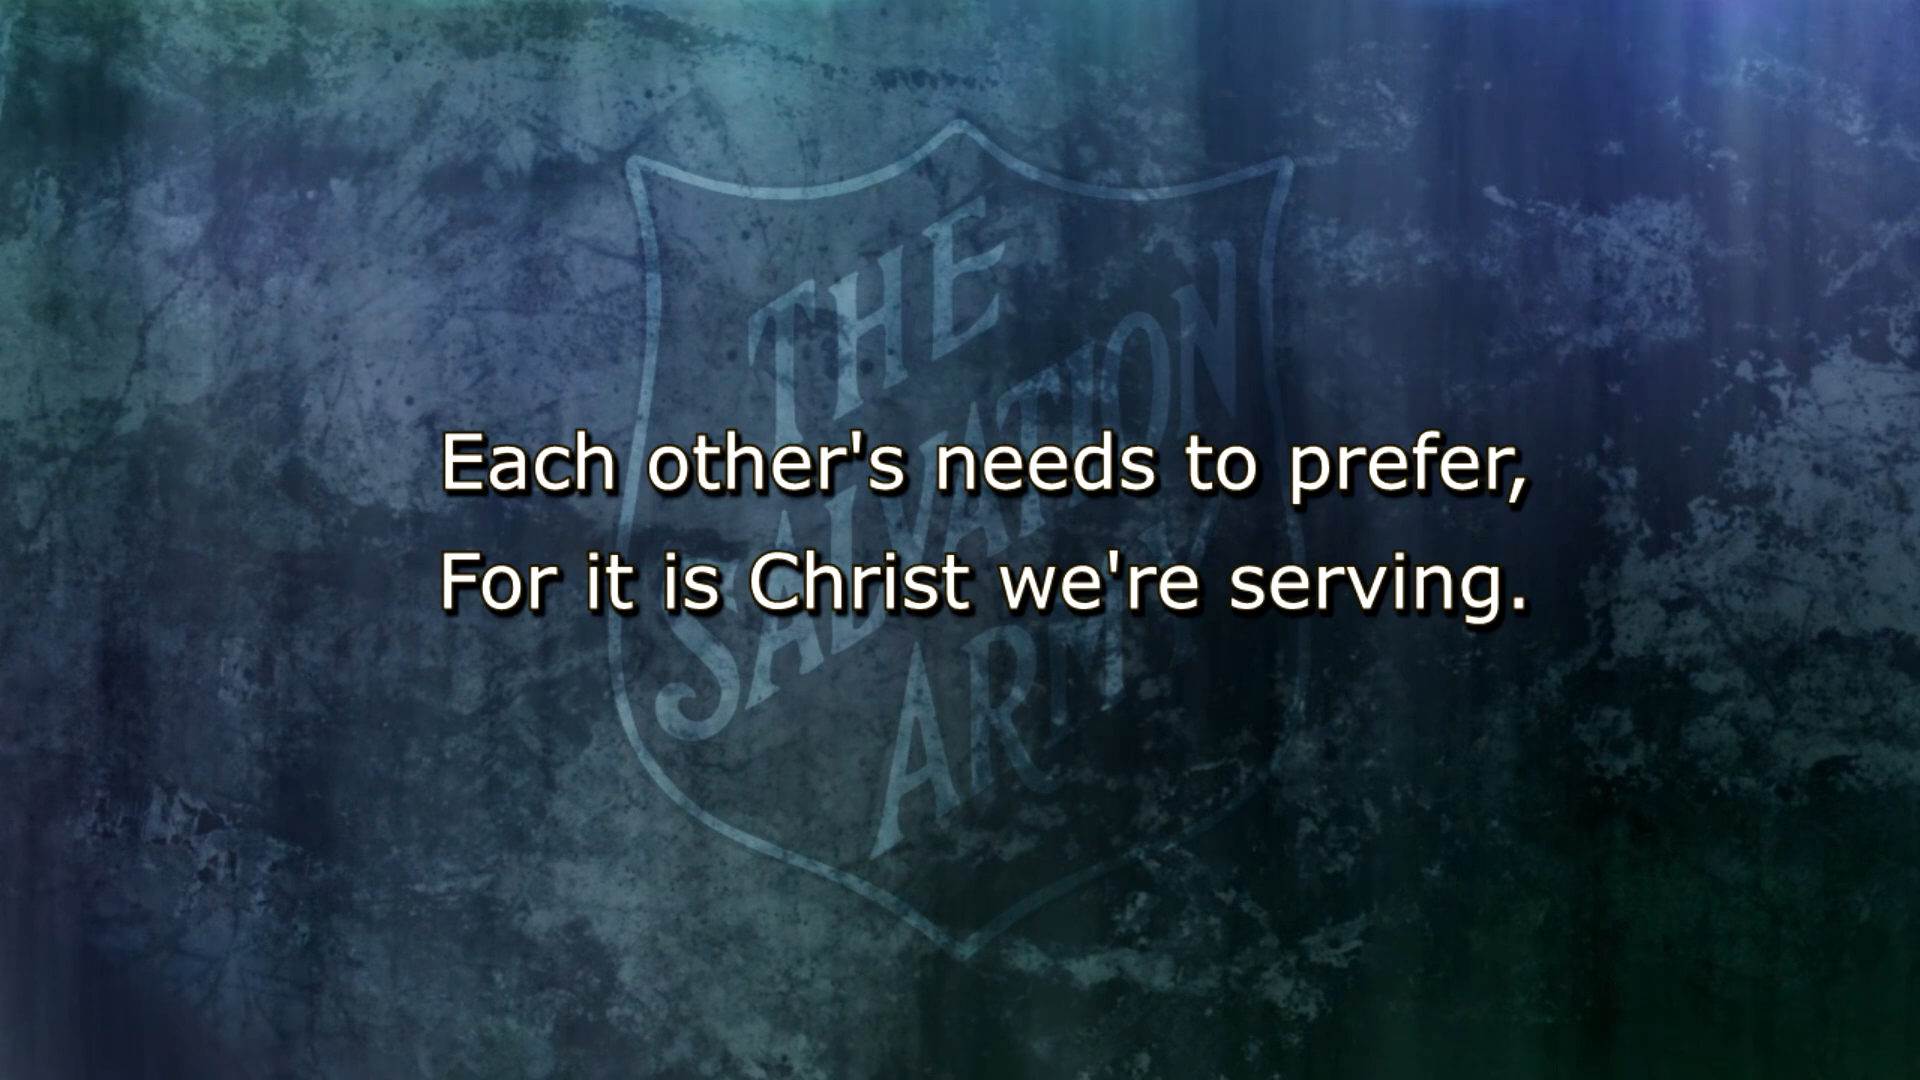 THE
SALVATION
ARMY
Each other's needs to prefer,
For it is Christ we're serving.